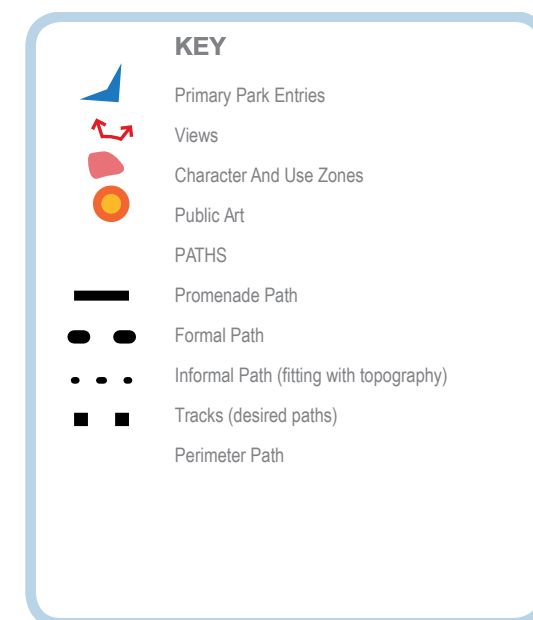 KEY
Primary Park Entries
Views
Character And Use Zones
Public Art
PATHS
Promenade Path
Formal Path
Informal Path (fitting with topography)
Tracks (desired paths)
Perimeter Path